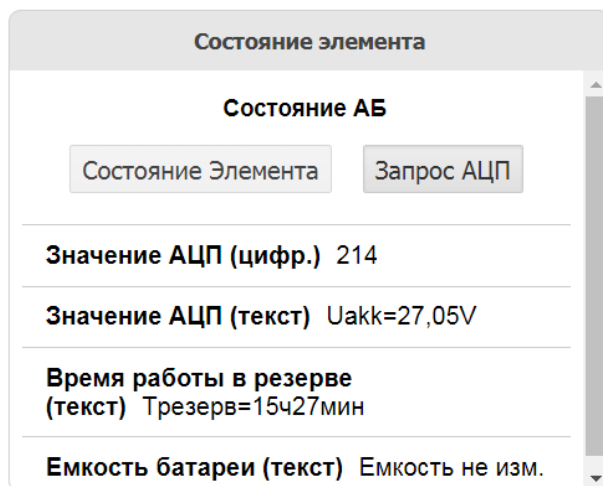 Состояние элемента
Состояние АБ
Состояние Элемента Запрос АЦП
Значение АЦП (цифр.) 214
Значение АЦП (текст) Uakk=27,05V
Время работы в резерве
(текст) Tрезерв=15ч27мин
Емкость батареи (текст) Емкость не изм.